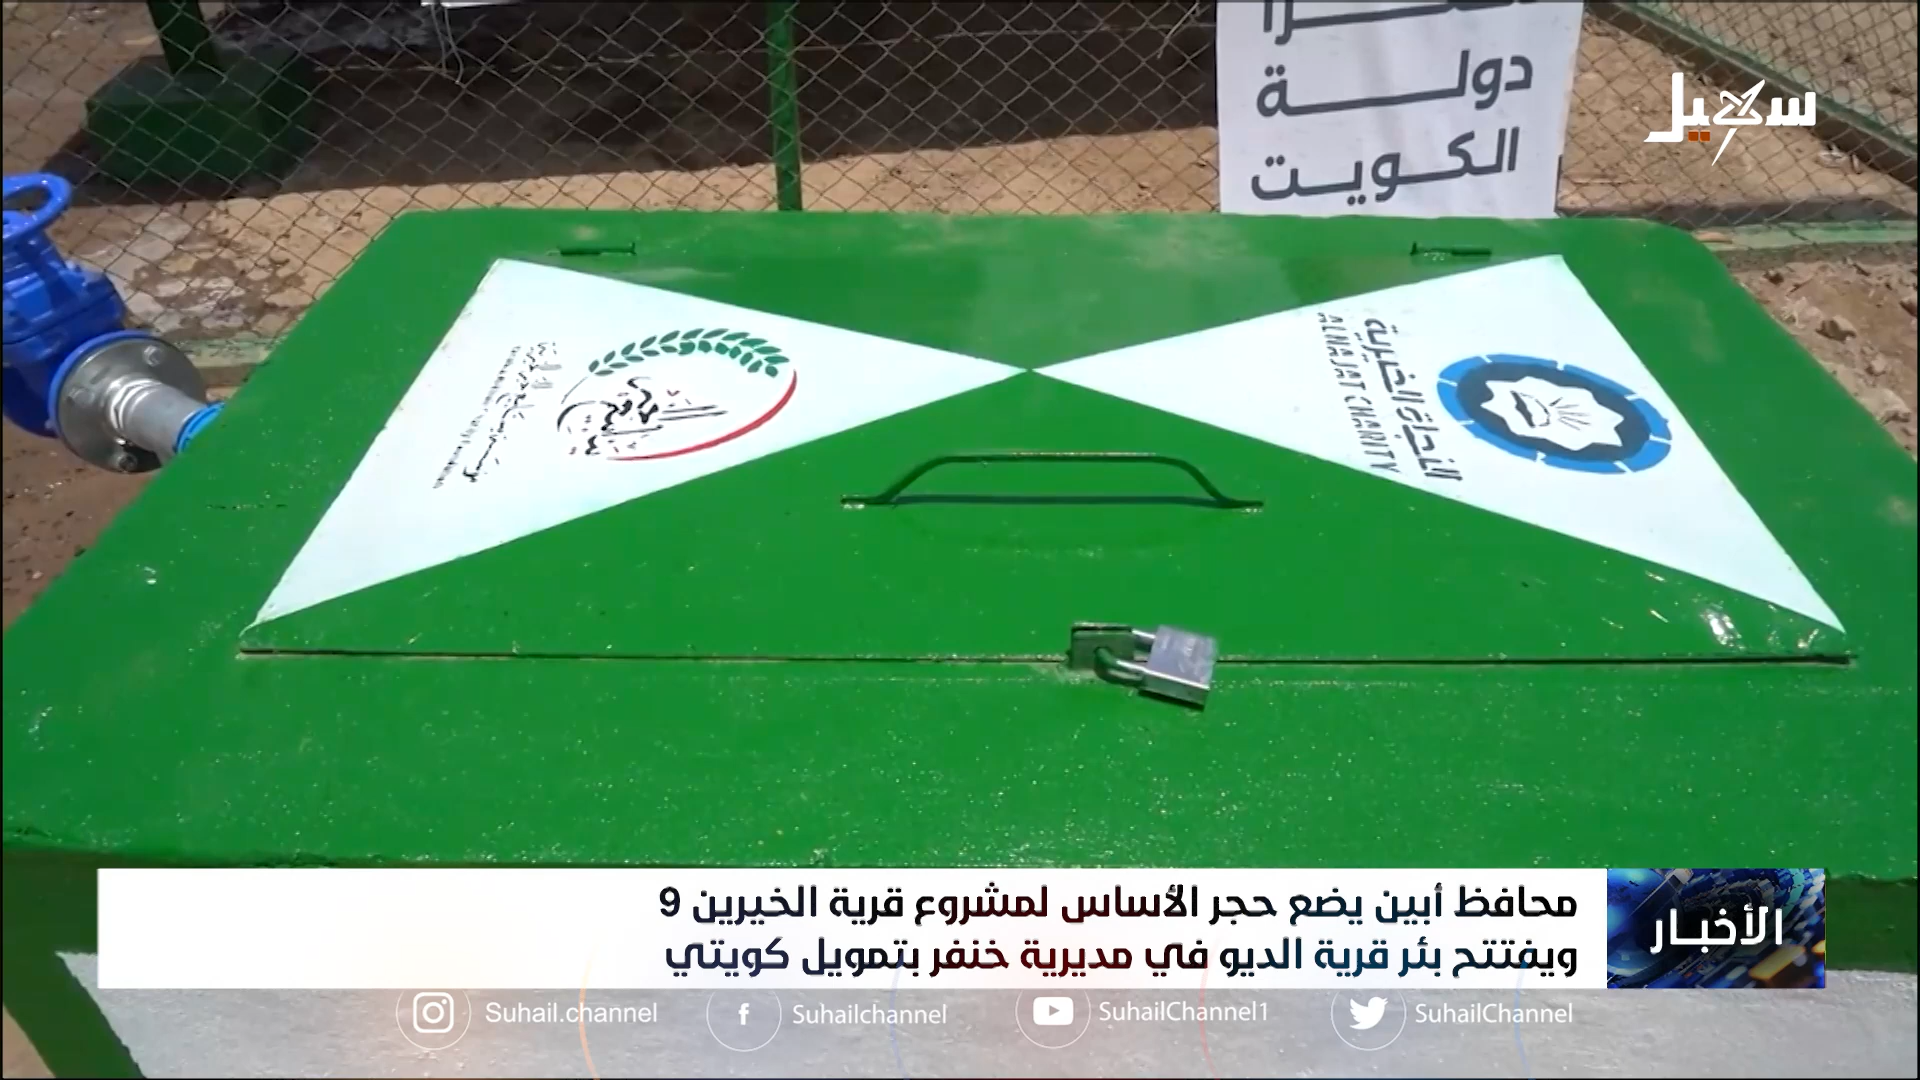 شكرا
دولة
الكويت
سهيل
النجاة الخيرية
ALNAJAT CHARITY
محافظ أبين يضع حجر الأساس لمشروع قرية الخيرين 9
ويفتتح بئر قرية الديو في مديرية خنفر بتمويل كويتي
الأخبار
Suhail.channel
Suhailchannel
SuhailChannel1
SuhailChannel